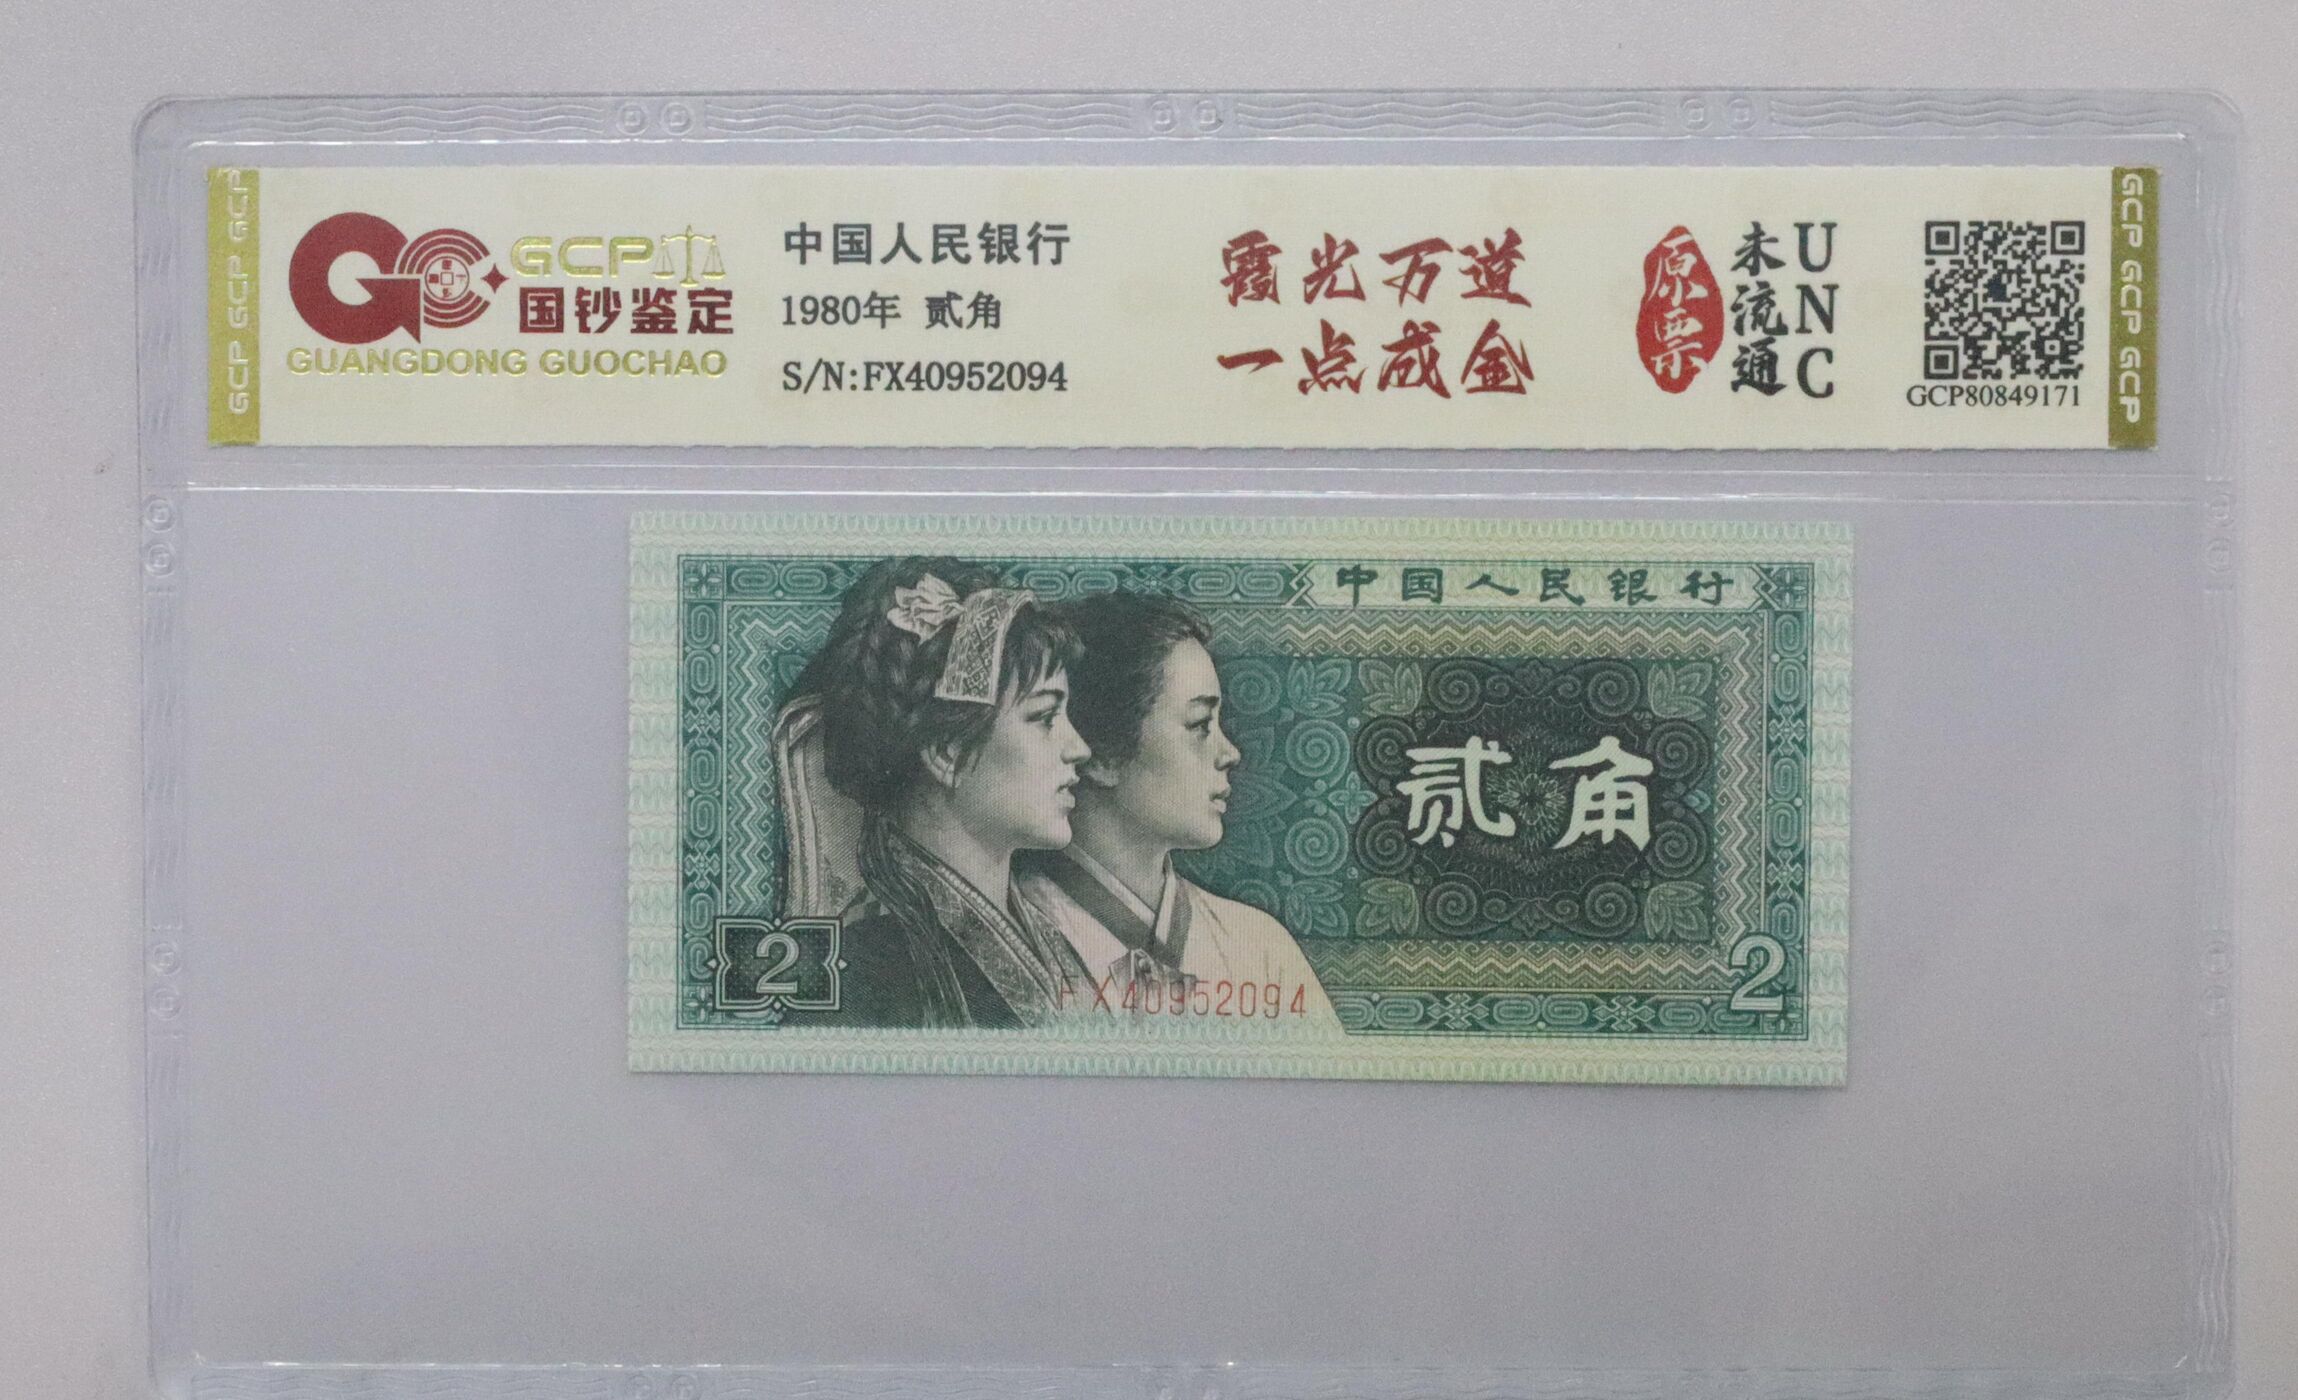 GCP GCP GCP
GCP
国钞鉴定
GUANGDONG GUOCHAO
中国人民银行
1980年 贰角
S/N:FX40952094
霞光万道
一点成金
原票
未流通
UNC
GCP80849171
GCP GCP GCP
中国人民银行
贰角
2
FX40952094
2